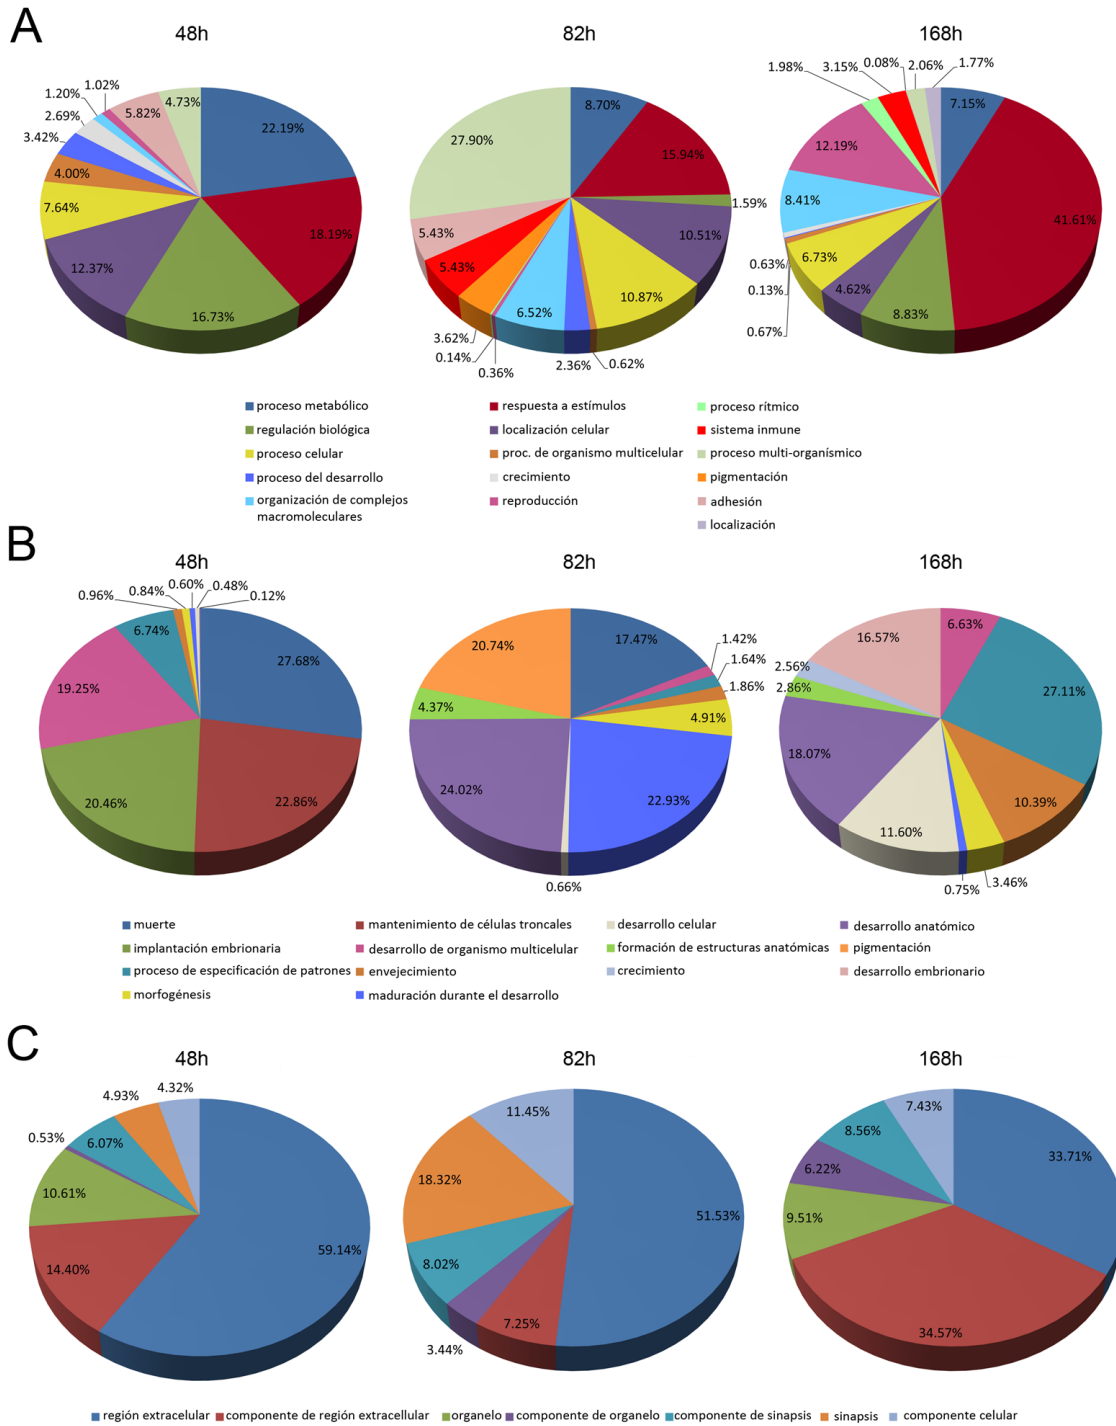 A
48h
82h
168h
22.19%
18.19%
16.73%
12.37%
7.64%
4.00%
3.42%
2.69%
1.20%
1.02%
5.82%
4.73%
8.70%
15.94%
1.59%
10.51%
10.87%
0.62%
2.36%
6.52%
0.36%
0.14%
3.62%
5.43%
5.43%
27.90%
7.15%
41.61%
8.83%
4.62%
6.73%
0.67%
0.13%
0.63%
8.41%
12.19%
1.98%
3.15%
0.08%
2.06%
1.77%
proceso metabólico
respuesta a estímulos
proceso rítmico
regulación biológica
localización celular
sistema inmune
proceso celular
proc. de organismo multicelular
proceso multi-organísmico
proceso del desarrollo
crecimiento
pigmentación
organización de complejos
macromoleculares
reproducción
adhesión
localización
B
48h
82h
168h
27.68%
22.86%
20.46%
19.25%
6.74%
0.96%
0.84%
0.60%
0.48%
0.12%
17.47%
1.42%
1.64%
1.86%
4.91%
22.93%
0.66%
24.02%
4.37%
20.74%
6.63%
27.11%
10.39%
3.46%
0.75%
11.60%
18.07%
2.86%
2.56%
16.57%
muerte
mantenimiento de células troncales
desarrollo celular
desarrollo anatómico
implantación embrionaria
desarrollo de organismo multicelular
formación de estructuras anatómicas
pigmentación
proceso de especificación de patrones
envejecimiento
crecimiento
desarrollo embrionario
morfogénesis
maduración durante el desarrollo
C
48h
82h
168h
59.14%
14.40%
10.61%
0.53%
6.07%
4.93%
4.32%
51.53%
7.25%
3.44%
8.02%
18.32%
11.45%
33.71%
34.57%
9.51%
6.22%
8.56%
7.43%
región extracelular componente de región extracellular organelo componente de organelo componente de sinapsis sinapsis componente celular